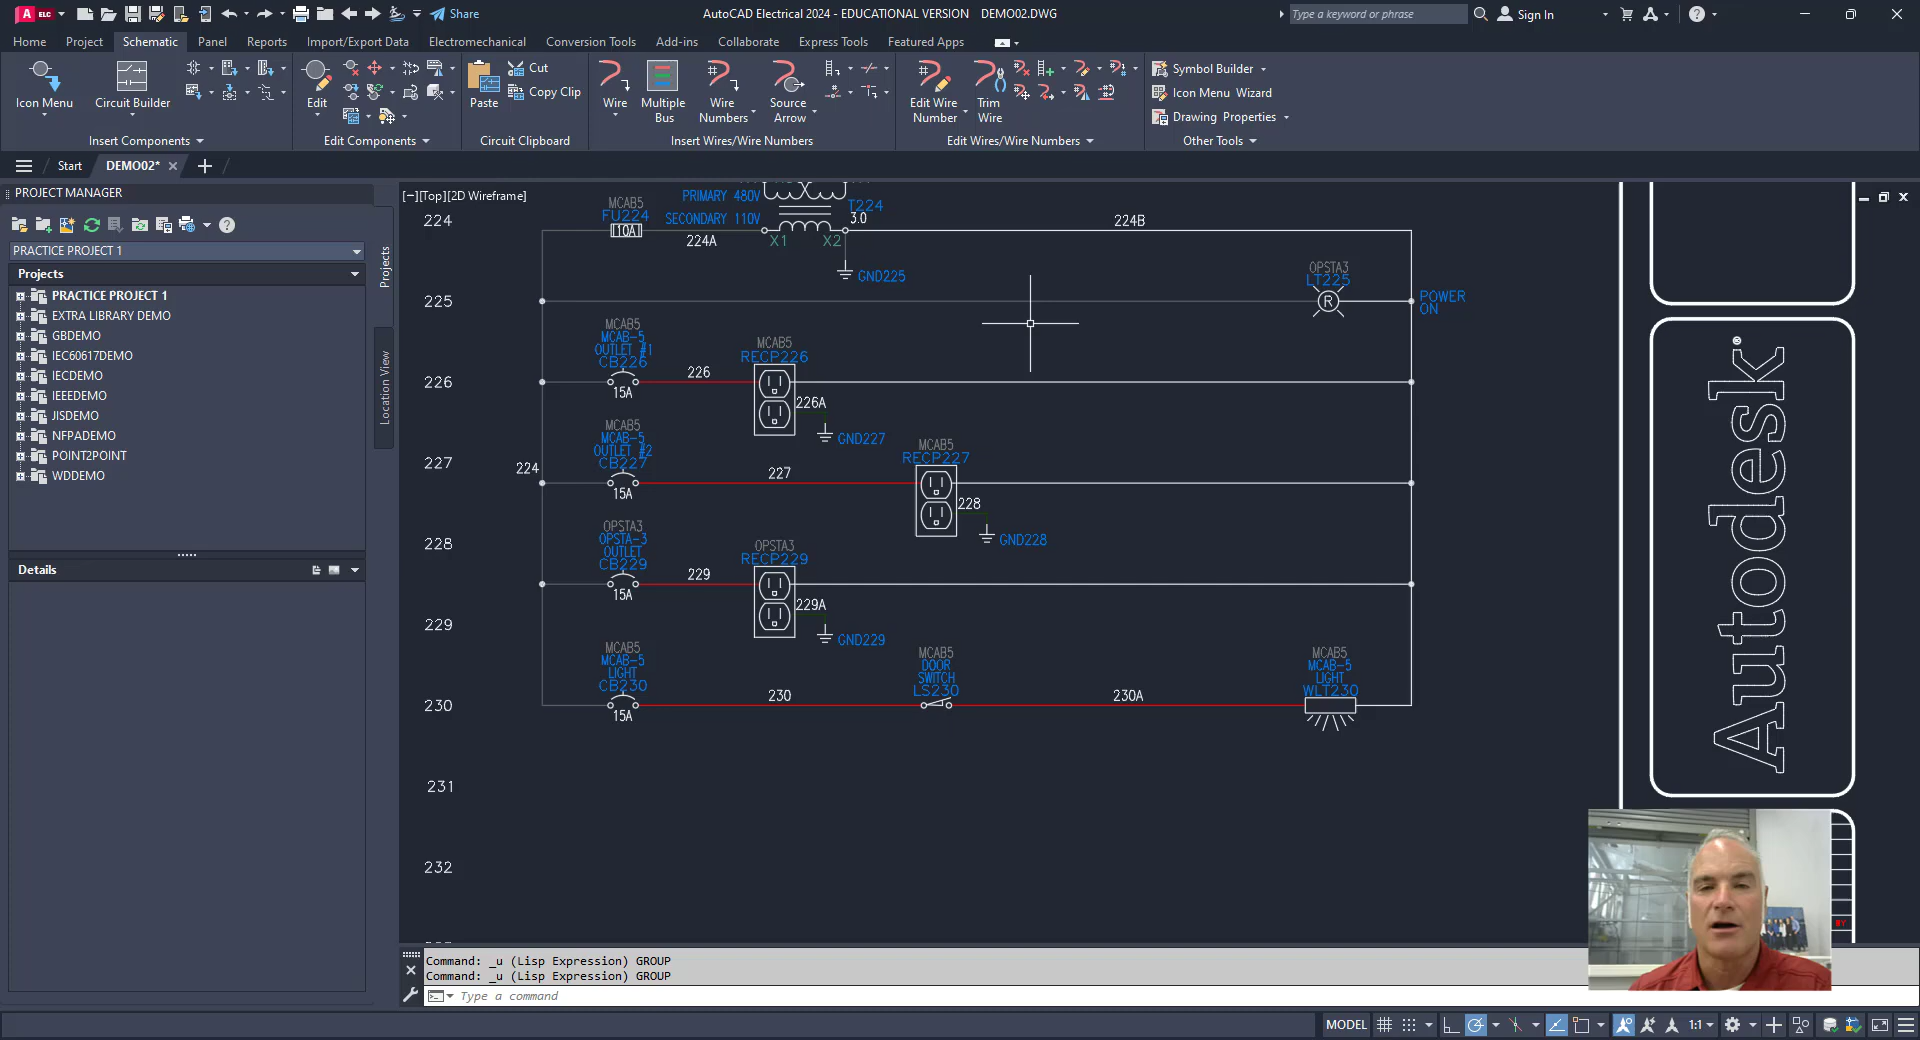 A ELC Share AutoCAD Electrical 2024 - EDUCATIONAL VERSION DEMO02.DWG Type a keyword or phrase Sign In
Home Project Schematic Panel Reports Import/Export Data Electromechanical Conversion Tools Add-ins Collaborate Express Tools Featured Apps
Icon Menu
Circuit Builder
Insert Components
Edit
Edit Components
Paste
Cut
Copy Clip
Circuit Clipboard
Wire
Multiple Bus
Wire Numbers
Source Arrow
Insert Wires/Wire Numbers
Edit Wire Number
Trim Wire
Edit Wires/Wire Numbers
Symbol Builder
Icon Menu Wizard
Drawing Properties
Other Tools
Start DEMO02*
PROJECT MANAGER
PRACTICE PROJECT 1
Projects
PRACTICE PROJECT 1
EXTRA LIBRARY DEMO
GBDEMO
IEC60617DEMO
IECDEMO
IEEEDEMO
JISDEMO
NFPADEMO
POINT2POINT
WDDEMO
Details
Projects
Location View
[−][Top][2D Wireframe]
224
MCAB5
FU224
10A
224A
PRIMARY 480V
SECONDARY 110V
T224
3.0
X1 X2
224B
GND225
225
OPSTA3
LT225
R
POWER
ON
226
MCAB5
MCAB-5
OUTLET #1
CB226
15A
226
MCAB5
RECP226
226A
GND227
227
224
MCAB5
MCAB-5
OUTLET #2
CB227
15A
227
MCAB5
RECP227
228
GND228
228
OPSTA3
OPSTA-3
OUTLET
CB229
15A
229
OPSTA3
RECP229
229A
GND229
229
MCAB5
MCAB-5
LIGHT
CB230
15A
230
230
MCAB5
DOOR
SWITCH
LS230
230A
MCAB5
MCAB-5
LIGHT
WLT230
231
232
Autodesk®
BY
Command: _u (Lisp Expression) GROUP
Command: _u (Lisp Expression) GROUP
Type a command
MODEL 1:1